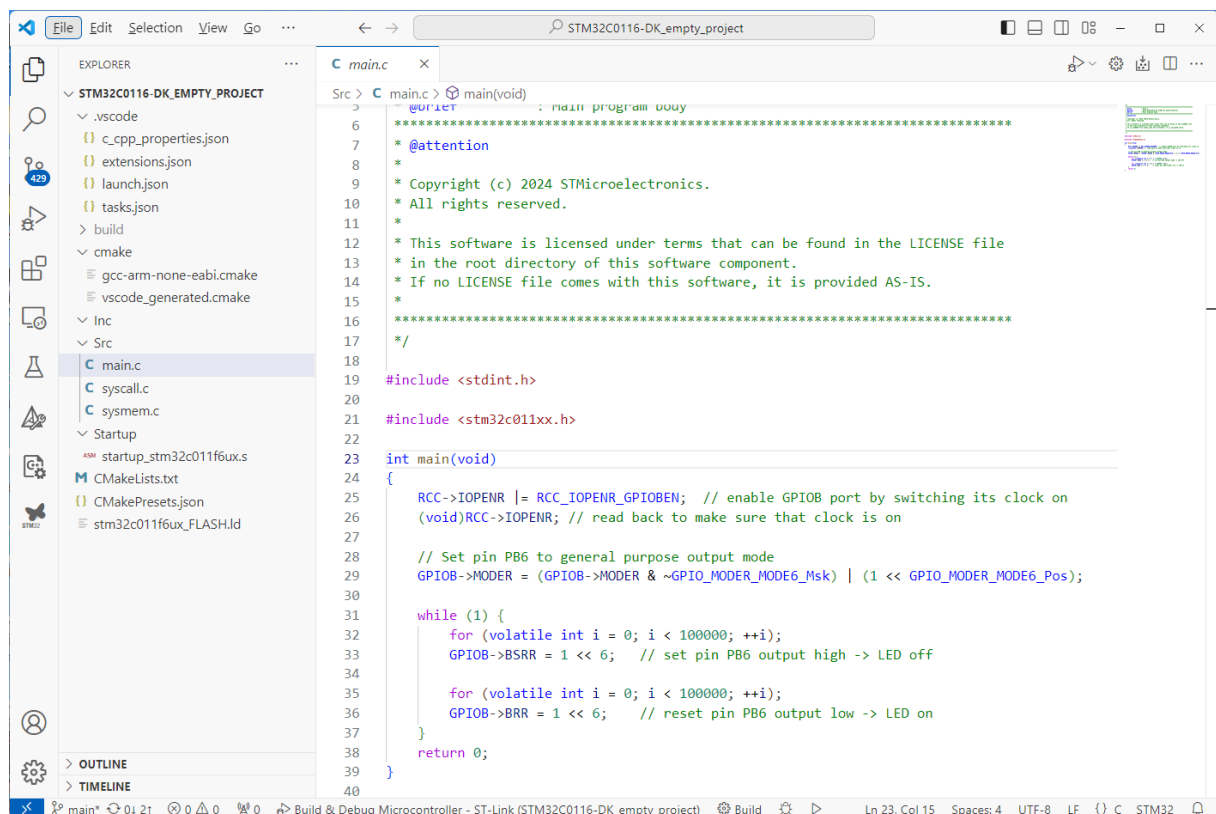 File Edit Selection View Go ··· STM32C0116-DK_empty_project
EXPLORER ···
STM32C0116-DK_EMPTY_PROJECT
.vscode
{} c_cpp_properties.json
{} extensions.json
{} launch.json
{} tasks.json
build
cmake
gcc-arm-none-eabi.cmake
vscode_generated.cmake
Inc
Src
C main.c
C syscall.c
C sysmem.c
Startup
ASM startup_stm32c011f6ux.s
M CMakeLists.txt
{} CMakePresets.json
stm32c011f6ux_FLASH.ld
OUTLINE
TIMELINE
429
STM32
C main.c
Src > C main.c > main(void)
5 * @brief : Main program body
6 ******************************************************************************
7 * @attention
8 *
9 * Copyright (c) 2024 STMicroelectronics.
10 * All rights reserved.
11 *
12 * This software is licensed under terms that can be found in the LICENSE file
13 * in the root directory of this software component.
14 * If no LICENSE file comes with this software, it is provided AS-IS.
15 *
16 ******************************************************************************
17 */
18
19 #include <stdint.h>
20
21 #include <stm32c011xx.h>
22
23 int main(void)
24 {
25 RCC->IOPENR |= RCC_IOPENR_GPIOBEN; // enable GPIOB port by switching its clock on
26 (void)RCC->IOPENR; // read back to make sure that clock is on
27
28 // Set pin PB6 to general purpose output mode
29 GPIOB->MODER = (GPIOB->MODER & ~GPIO_MODER_MODE6_Msk) | (1 << GPIO_MODER_MODE6_Pos);
30
31 while (1) {
32 for (volatile int i = 0; i < 100000; ++i);
33 GPIOB->BSRR = 1 << 6; // set pin PB6 output high -> LED off
34
35 for (volatile int i = 0; i < 100000; ++i);
36 GPIOB->BRR = 1 << 6; // reset pin PB6 output low -> LED on
37 }
38 return 0;
39 }
40
main* 0↓ 2↑ 0 0 0 Build & Debug Microcontroller - ST-Link (STM32C0116-DK_empty_project) Build Ln 23, Col 15 Spaces: 4 UTF-8 LF {} C STM32